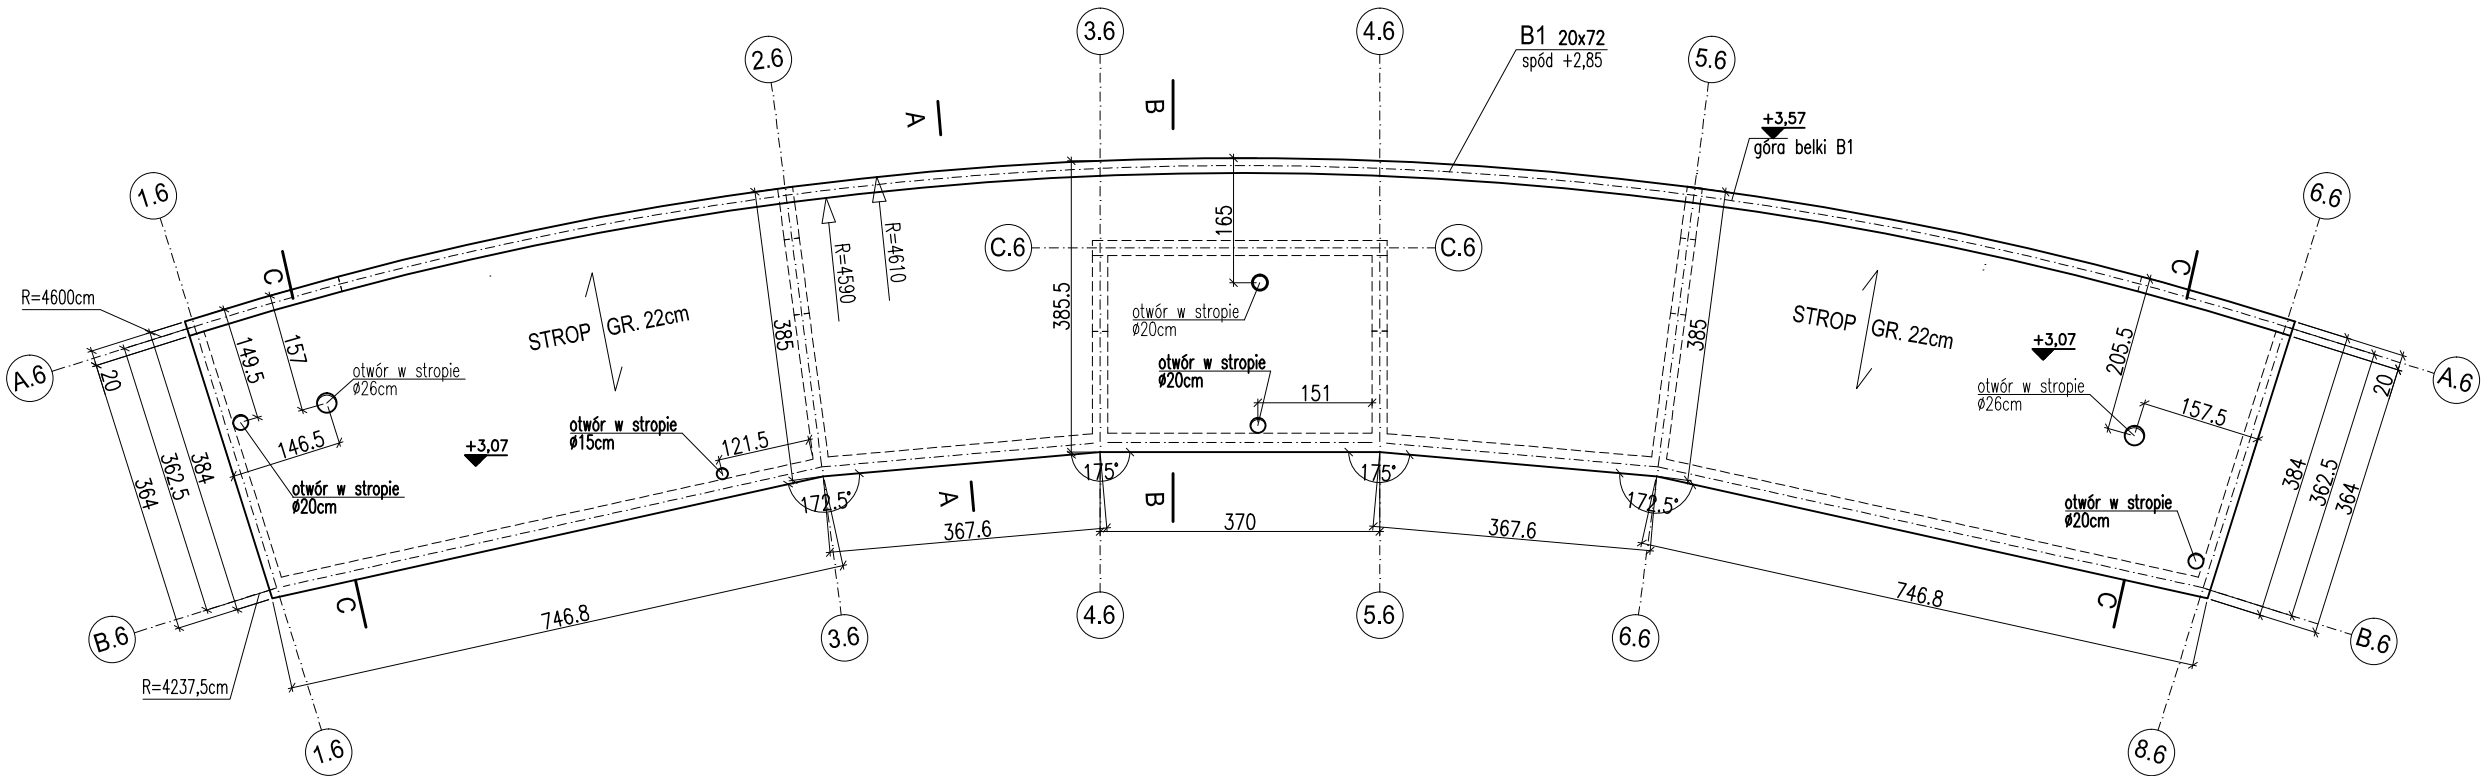 3.6
4.6
2.6
5.6
B1 20x72
spód +2,85
+3,57
góra belki B1
A
B
1.6
6.6
C
C
R=4600cm
A.6
A.6
20
20
149.5
157
otwór w stropie
ø26cm
146.5
otwór w stropie
ø20cm
364
362.5
384
STROP GR. 22cm
+3,07
otwór w stropie
ø15cm
121.5
385
R=4590
R=4610
385.5
C.6
C.6
165
otwór w stropie
ø20cm
otwór w stropie
ø20cm
151
385
STROP GR. 22cm
+3,07
205.5
otwór w stropie
ø26cm
157.5
otwór w stropie
ø20cm
384
362.5
364
172.5°
175°
175°
172.5°
A
B
367.6
370
367.6
746.8
746.8
C
C
B.6
B.6
R=4237,5cm
1.6
3.6
4.6
5.6
6.6
8.6